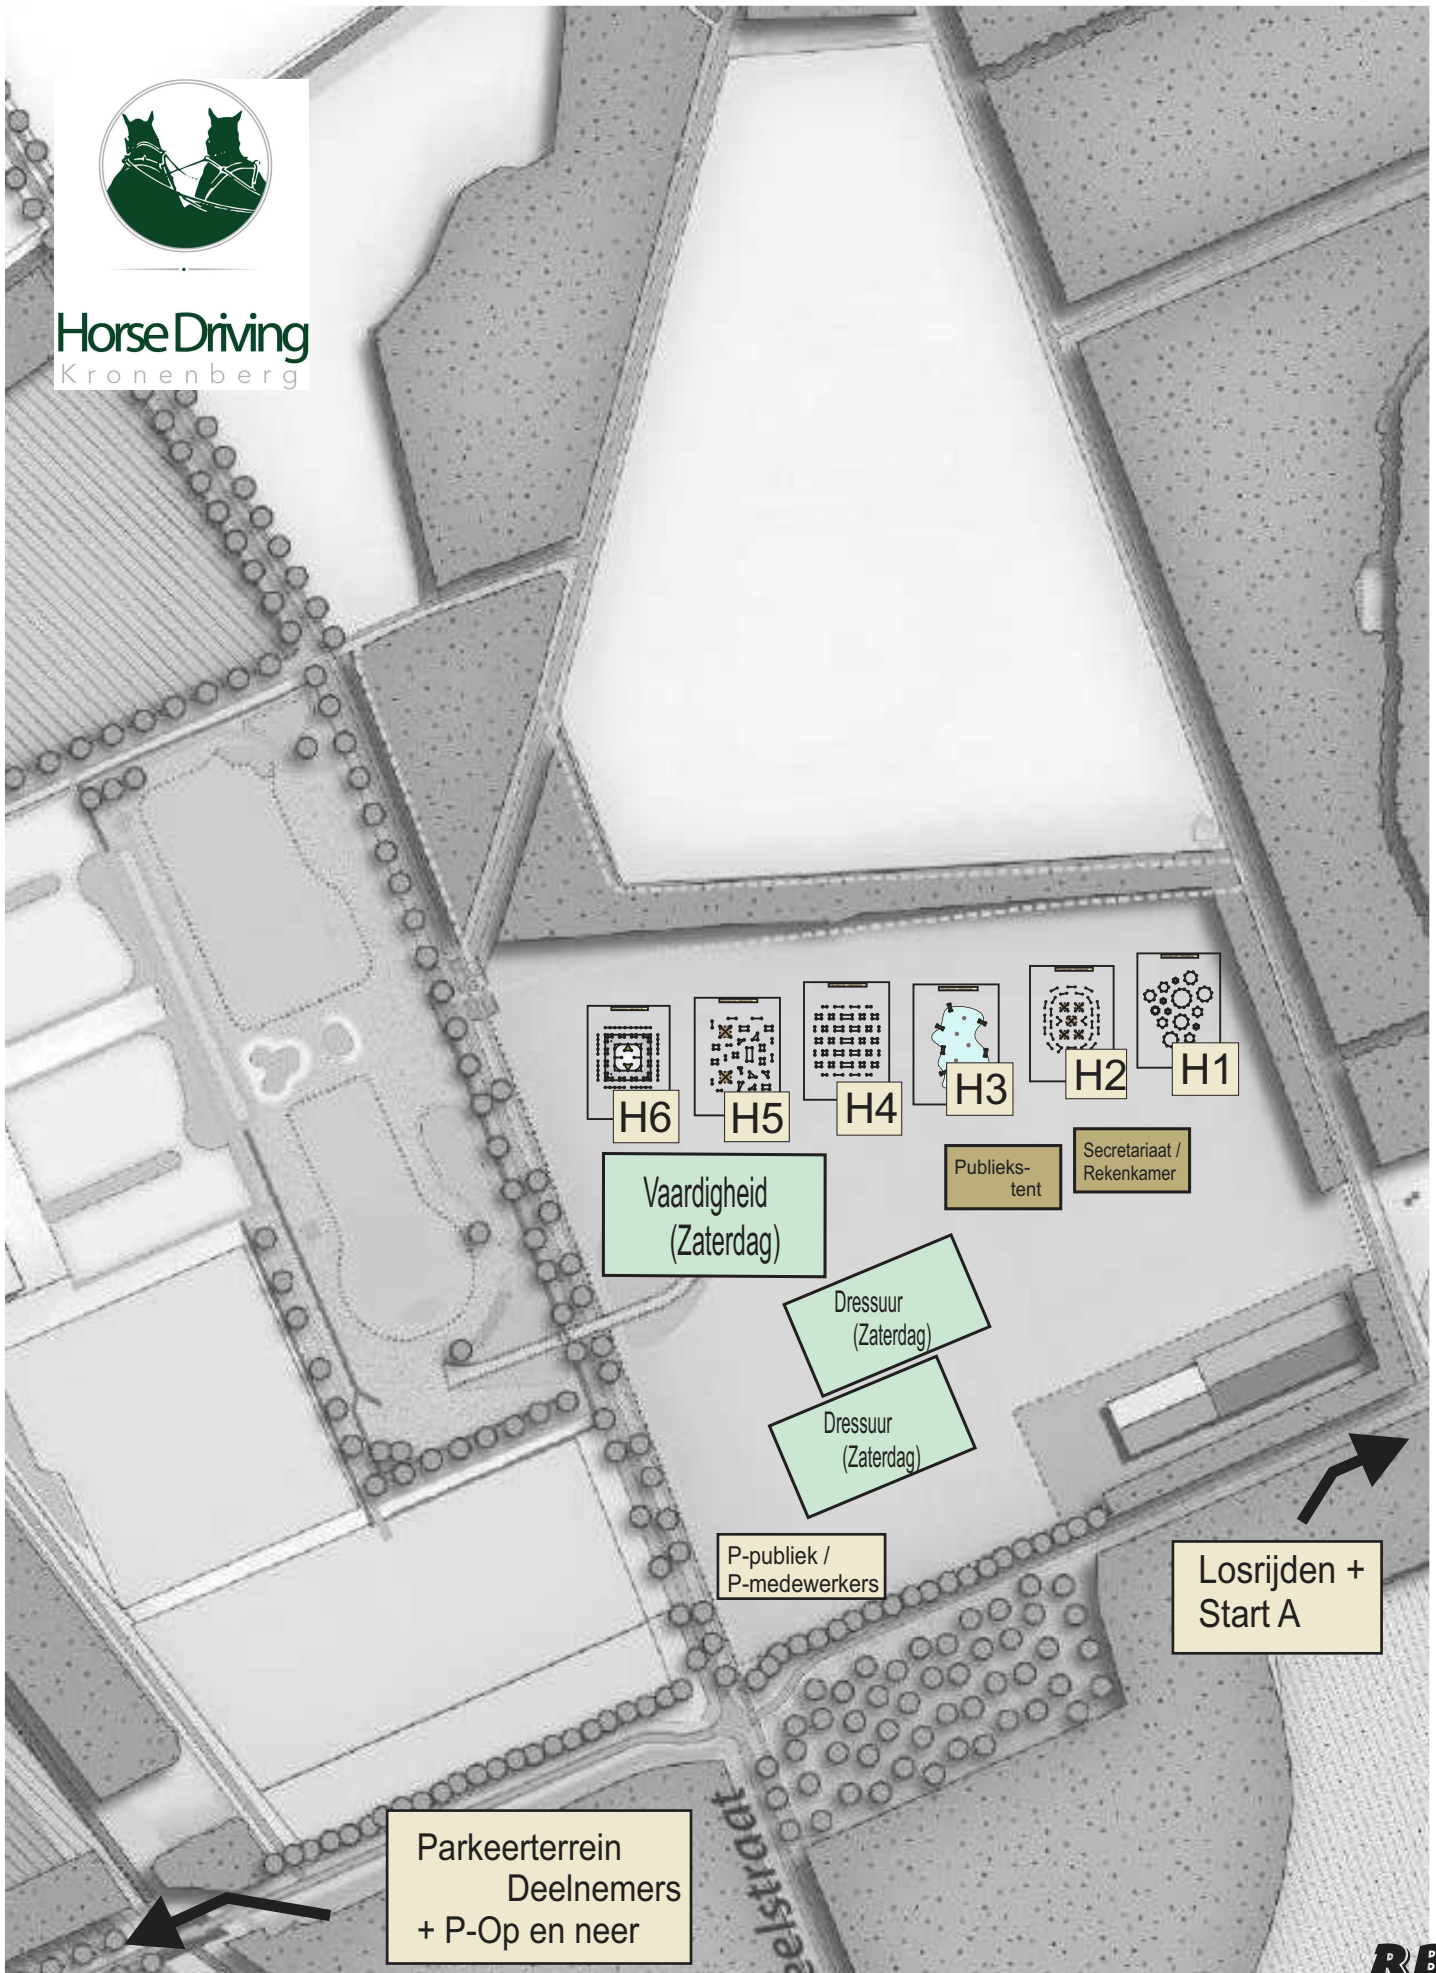 Horse Driving
Kronenberg
H6
H5
H4
H3
H2
H1
Publieks-
tent
Secretariaat /
Rekenkamer
Vaardigheid
(Zaterdag)
Dressuur
(Zaterdag)
Dressuur
(Zaterdag)
P-publiek /
P-medewerkers
Losrijden +
Start A
Parkeerterrein
Deelnemers
+ P-Op en neer
aelstraat